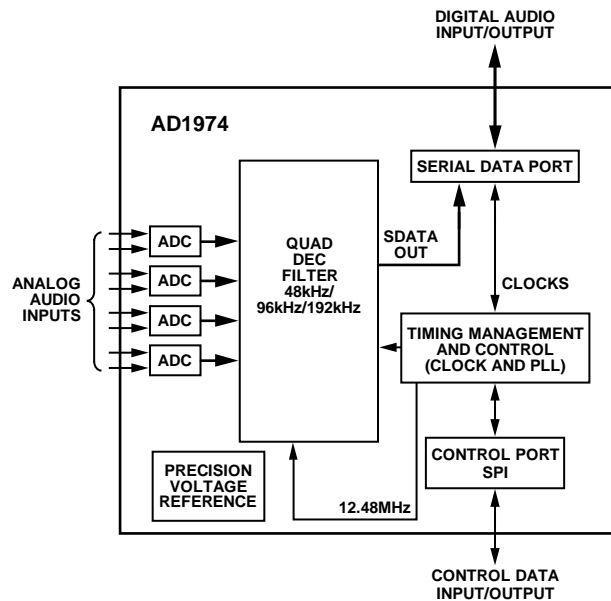 DIGITAL AUDIO
INPUT/OUTPUT
AD1974
SERIAL DATA PORT
ADC
ADC
ADC
ADC
QUAD
DEC
FILTER
48kHz/
96kHz/192kHz
SDATA
OUT
CLOCKS
ANALOG
AUDIO
INPUTS
TIMING MANAGEMENT
AND CONTROL
(CLOCK AND PLL)
CONTROL PORT
SPI
PRECISION
VOLTAGE
REFERENCE
12.48MHz
CONTROL DATA
INPUT/OUTPUT